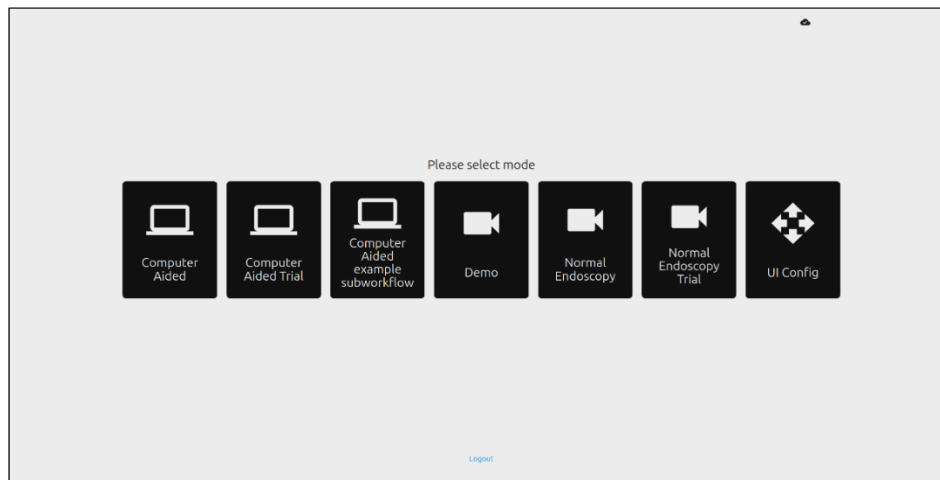 Please select mode
Computer
Aided
Computer
Aided Trial
Computer
Aided
example
subworkflow
Demo
Normal
Endoscopy
Normal
Endoscopy
Trial
UI Config
Logout